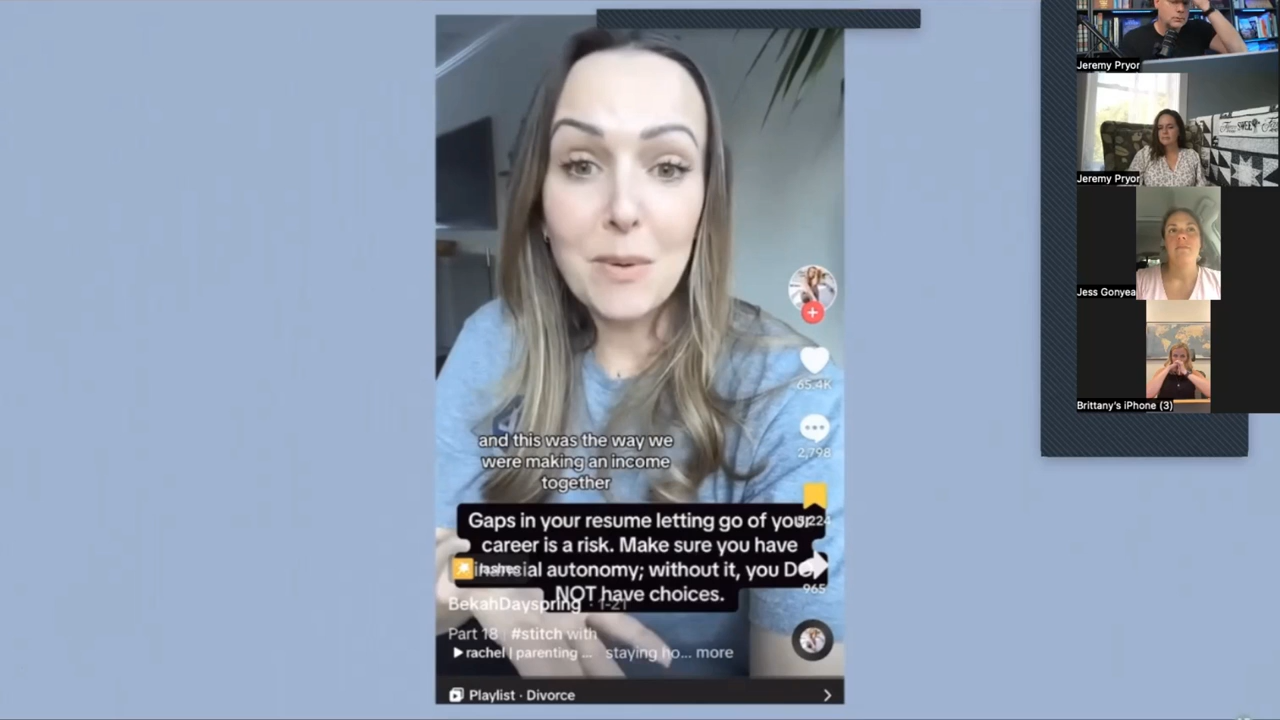 and this was the way we
were making an income
together
Gaps in your resume letting go of your
career is a risk. Make sure you have
financial autonomy; without it, you DO
NOT have choices.
BekahDayspring · 1-21
Part 18 | #stitch with
rachel | parenting ... staying ho... more
Playlist · Divorce
65.4K
2,798
965
Jeremy Pryor
Jeremy Pryor
Jess Gonyea
Brittany's iPhone (3)